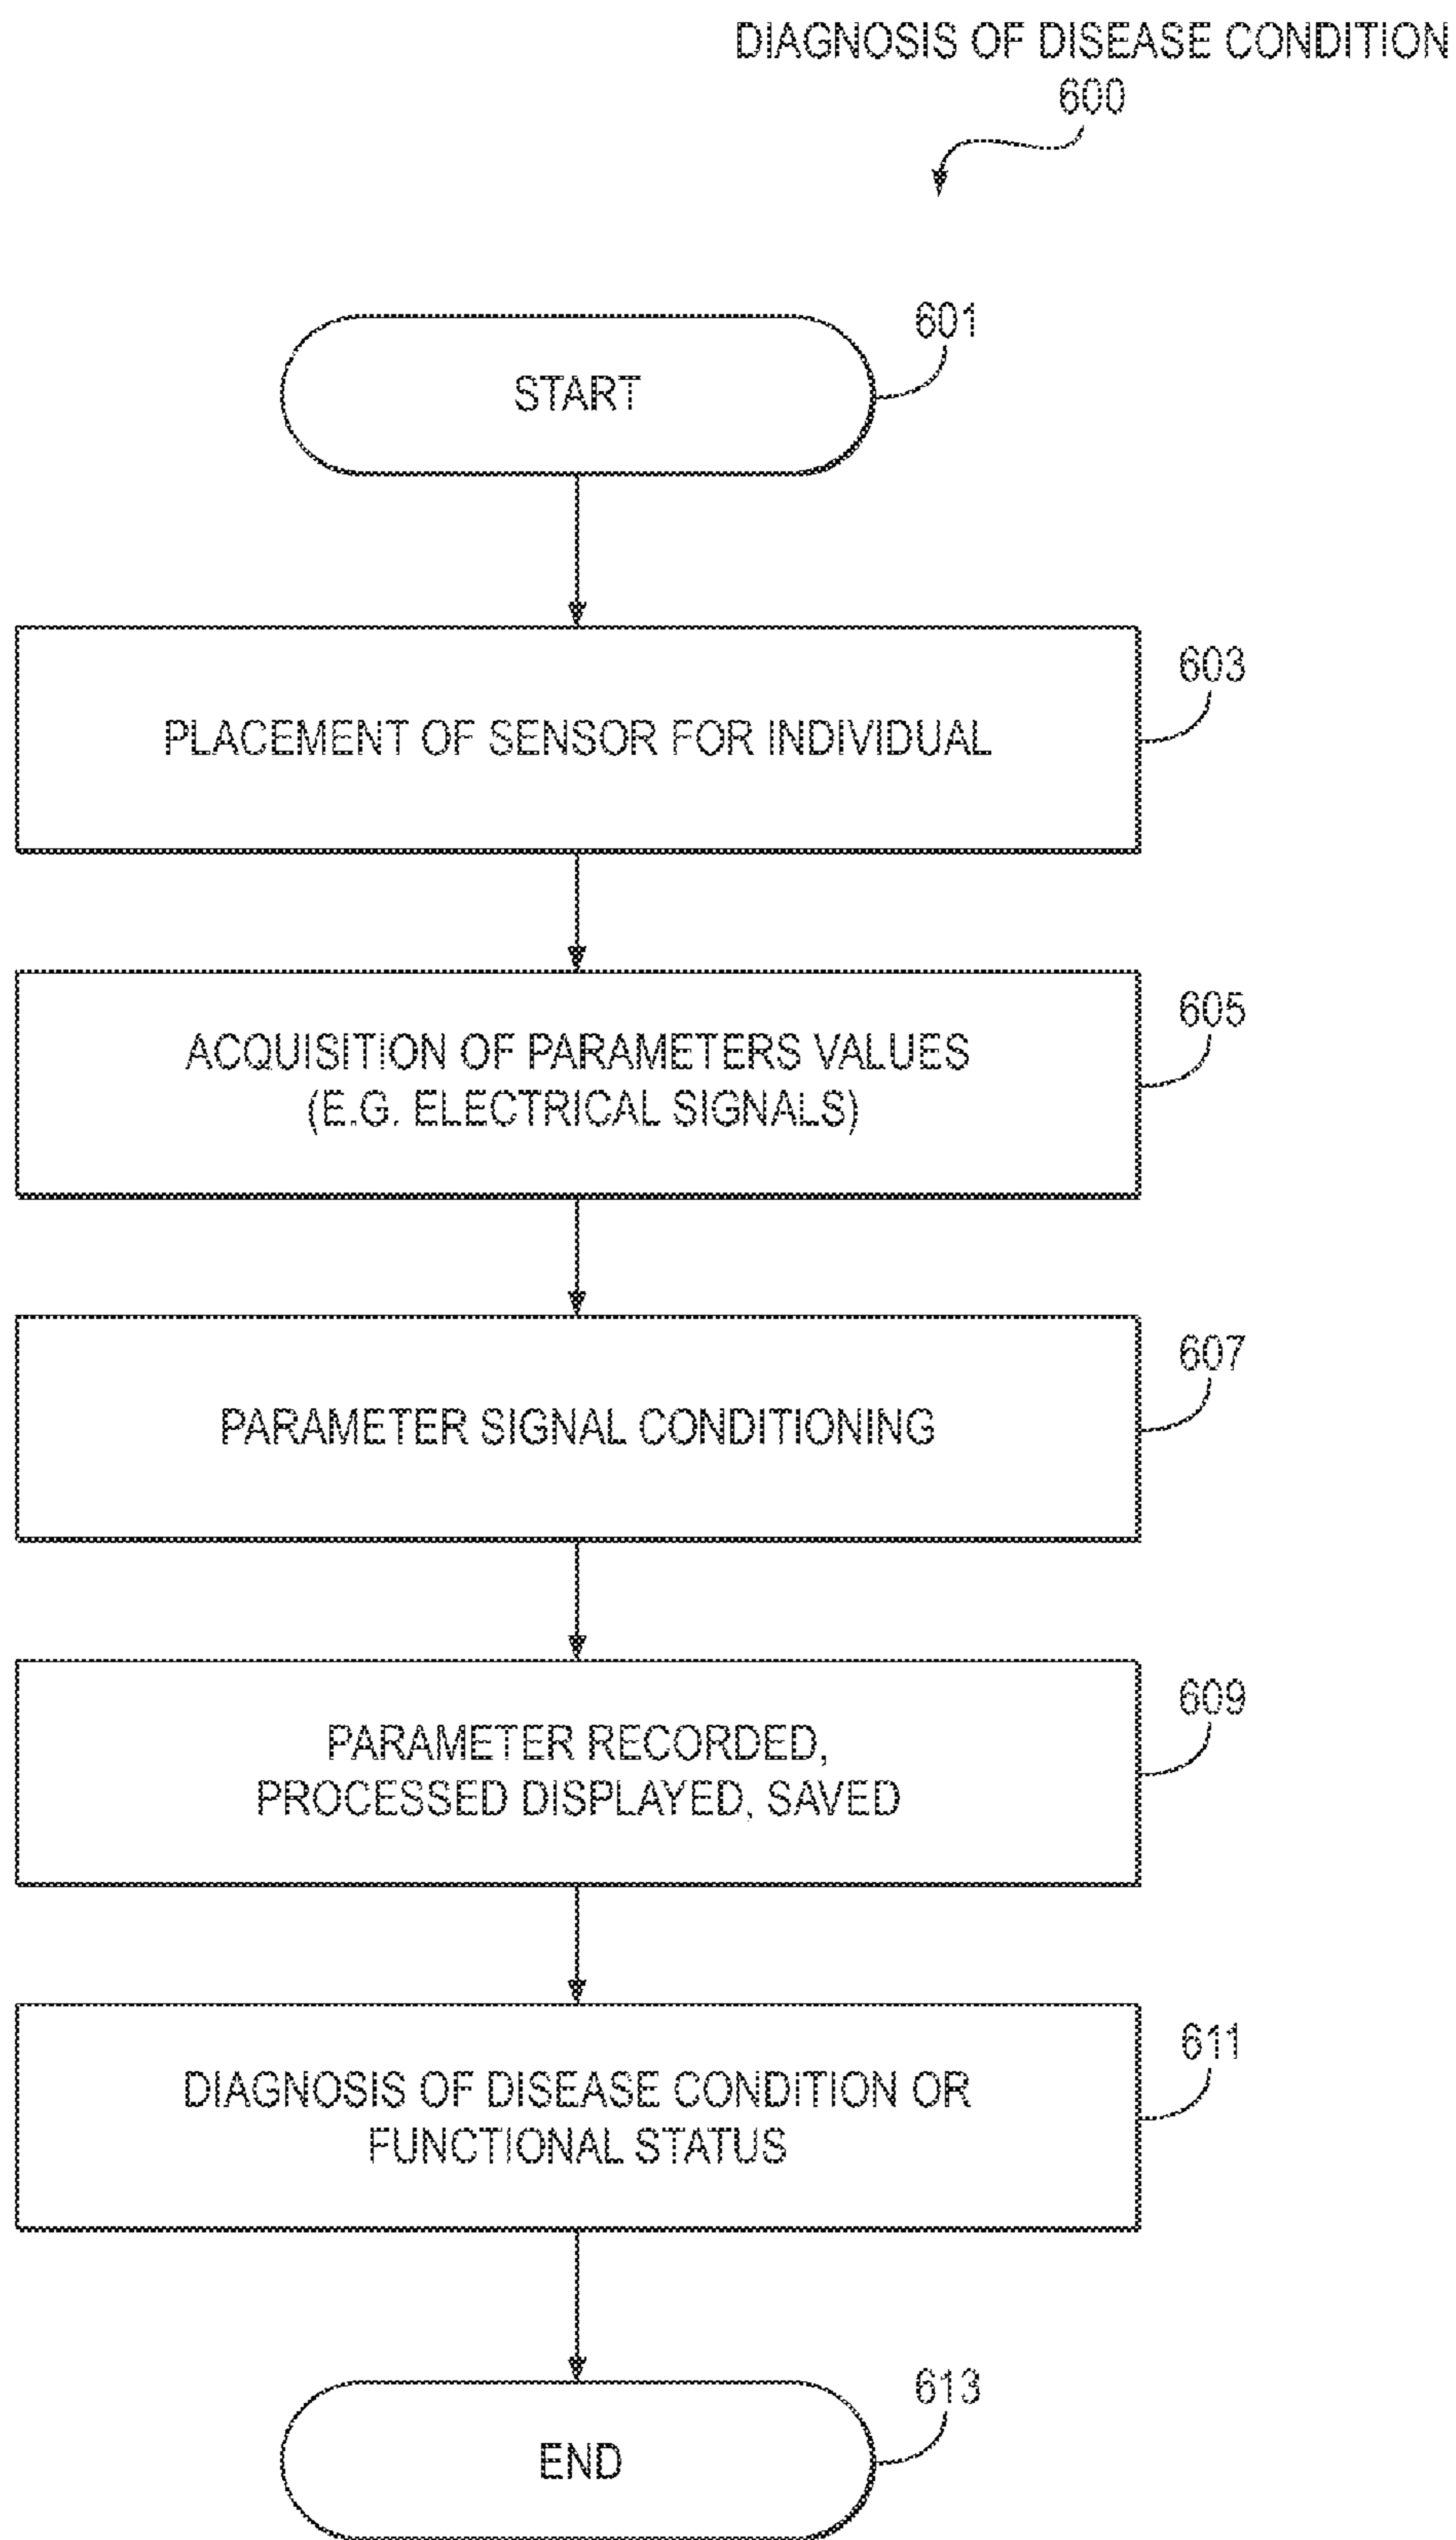 DIAGNOSIS OF DISEASE CONDITION
600
601
START
603
PLACEMENT OF SENSOR FOR INDIVIDUAL
605
ACQUISITION OF PARAMETERS VALUES
(E.G. ELECTRICAL SIGNALS)
607
PARAMETER SIGNAL CONDITIONING
609
PARAMETER RECORDED,
PROCESSED DISPLAYED, SAVED
611
DIAGNOSIS OF DISEASE CONDITION OR
FUNCTIONAL STATUS
613
END